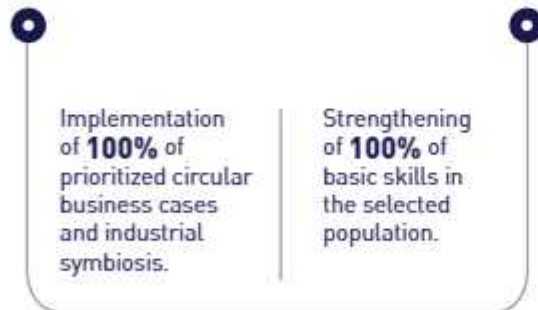 Implementation
of 100% of
prioritized circular
business cases
and industrial
symbiosis.
Strengthening
of 100% of
basic skills in
the selected
population.